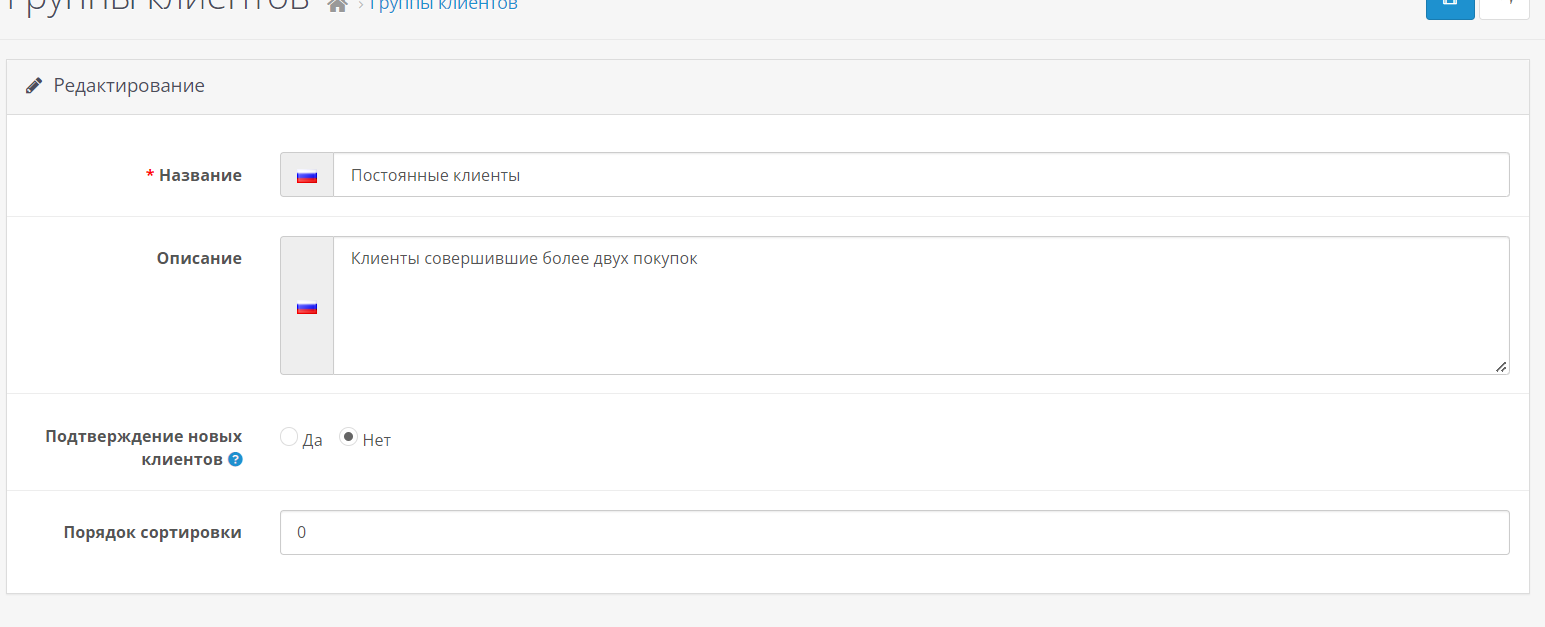 Группы клиентов › Группы клиентов
Редактирование
* Название
Постоянные клиенты
Описание
Клиенты совершившие более двух покупок
Подтверждение новых
клиентов ?
Да Нет
Порядок сортировки
0